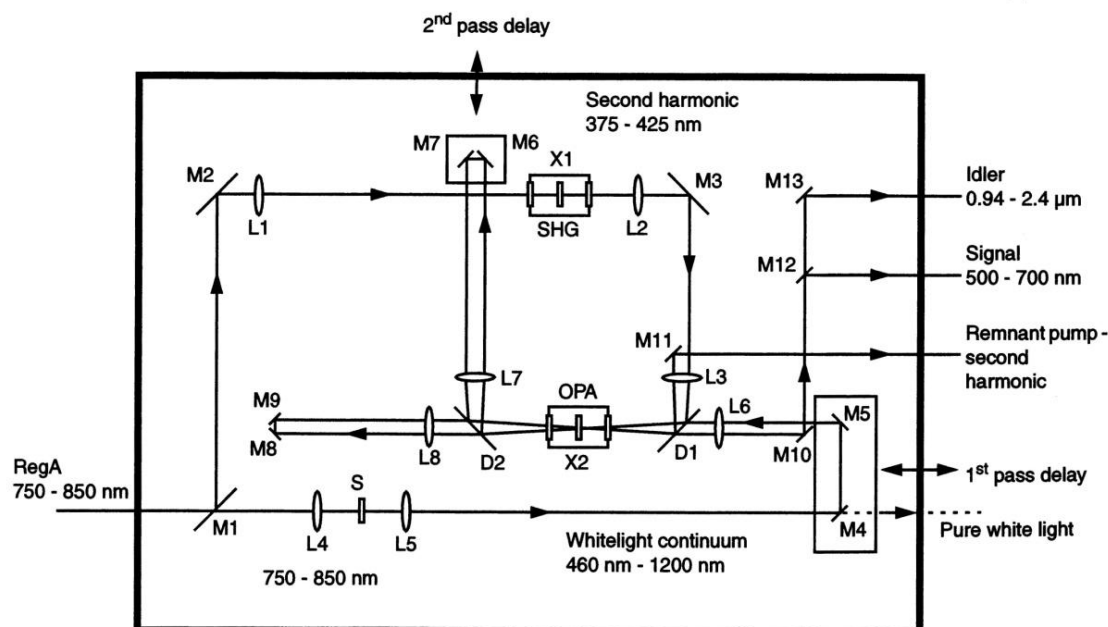 2nd pass delay
Second harmonic
375 - 425 nm
M7
M6
X1
M2
M3
M13
Idler
0.94 - 2.4 µm
L1
SHG
L2
M12
Signal
500 - 700 nm
M11
Remnant pump -
second
harmonic
L7
L3
OPA
L6
M9
M5
M8
L8
D2
X2
D1
M10
RegA
750 - 850 nm
S
1st pass delay
M1
L4
L5
M4
Pure white light
Whitelight continuum
460 nm - 1200 nm
750 - 850 nm